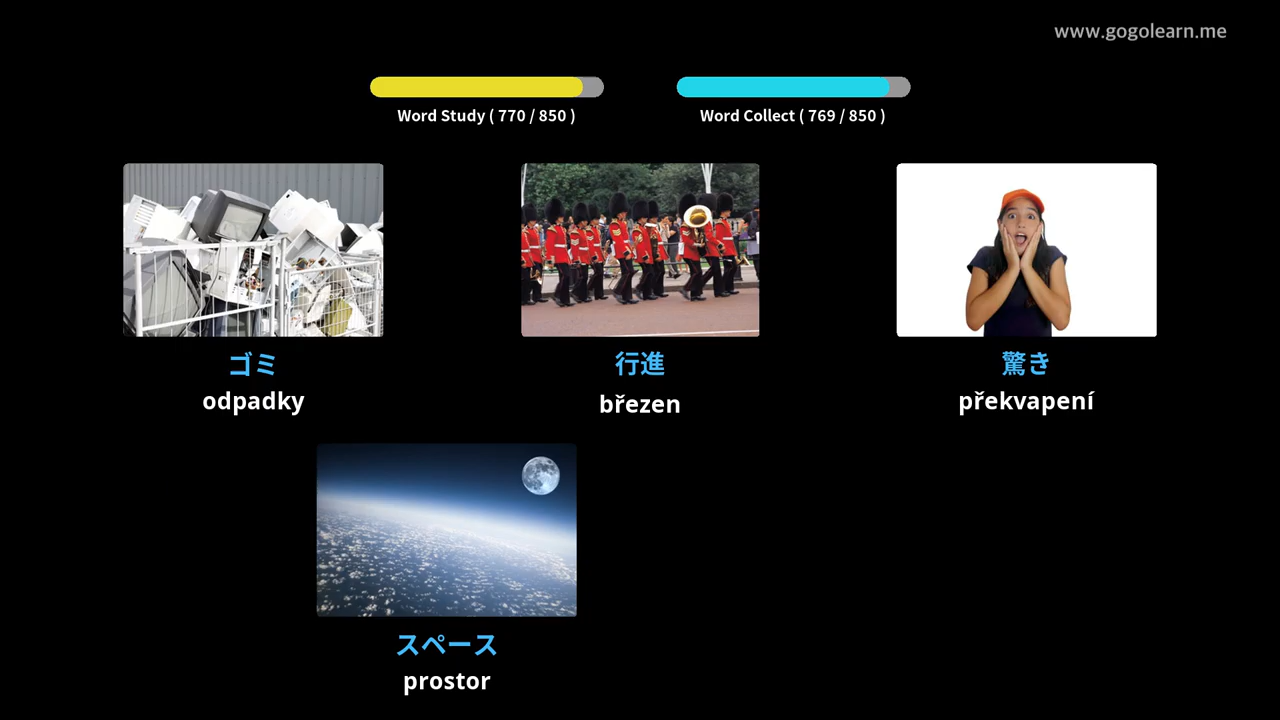 www.gogolearn.me
Word Study ( 770 / 850 )
Word Collect ( 769 / 850 )
ゴミ
odpadky
行進
březen
驚き
překvapení
スペース
prostor